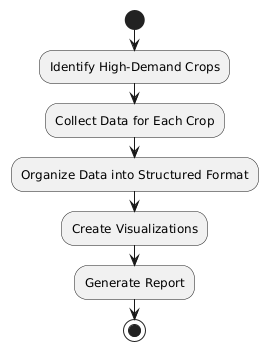 Identify High-Demand Crops
Collect Data for Each Crop
Organize Data into Structured Format
Create Visualizations
Generate Report